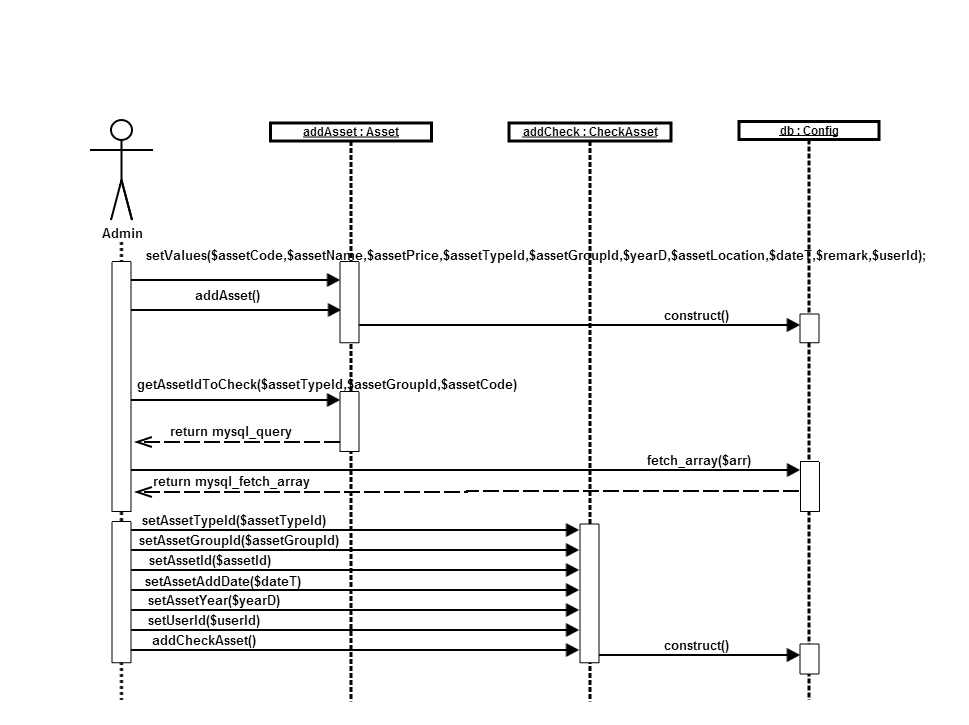 addAsset : Asset
addCheck : CheckAsset
db : Config
Admin
setValues($assetCode,$assetName,$assetPrice,$assetTypeId,$assetGroupId,$yearD,$assetLocation,$dateT,$remark,$userId);
addAsset()
construct()
getAssetIdToCheck($assetTypeId,$assetGroupId,$assetCode)
return mysql_query
fetch_array($arr)
return mysql_fetch_array
setAssetTypeId($assetTypeId)
setAssetGroupId($assetGroupId)
setAssetId($assetId)
setAssetAddDate($dateT)
setAssetYear($yearD)
setUserId($userId)
addCheckAsset()
construct()